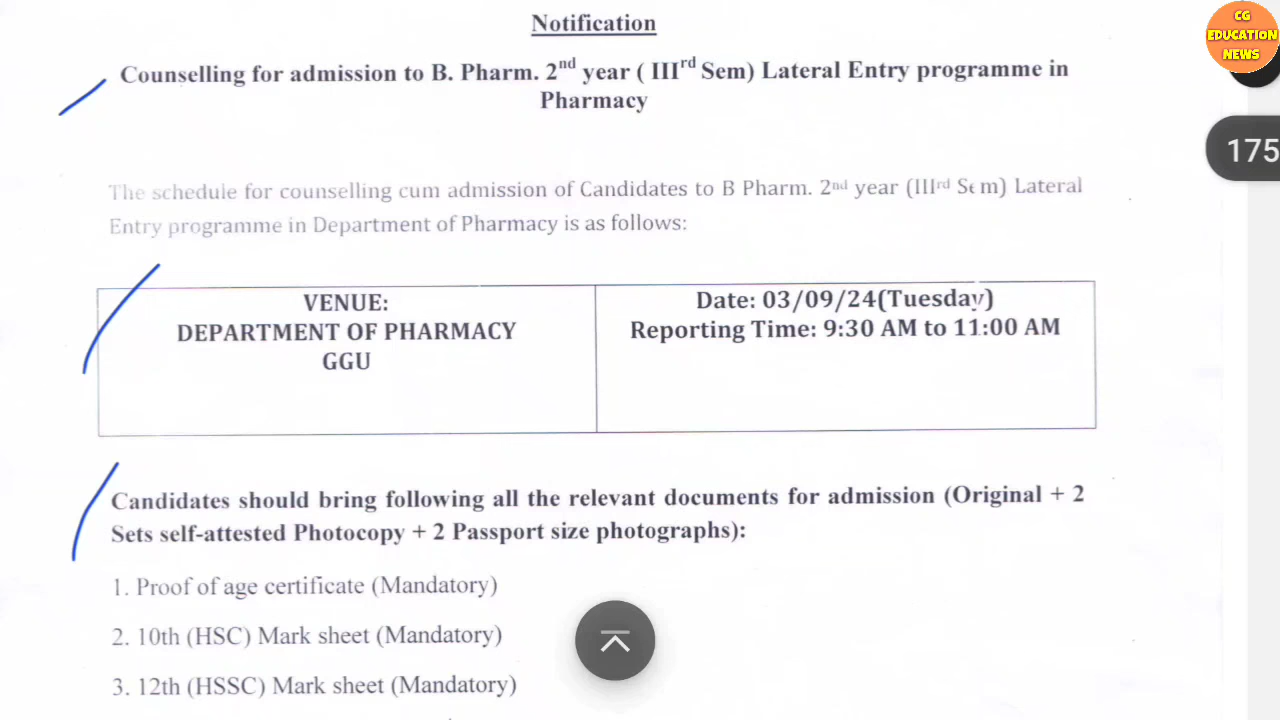 Notification
Counselling for admission to B. Pharm. 2nd year ( IIIrd Sem) Lateral Entry programme in
Pharmacy
The schedule for counselling cum admission of Candidates to B Pharm. 2nd year (IIIrd Sem) Lateral
Entry programme in Department of Pharmacy is as follows:
VENUE:
DEPARTMENT OF PHARMACY
GGU
Date: 03/09/24(Tuesday)
Reporting Time: 9:30 AM to 11:00 AM
Candidates should bring following all the relevant documents for admission (Original + 2
Sets self-attested Photocopy + 2 Passport size photographs):
1. Proof of age certificate (Mandatory)
2. 10th (HSC) Mark sheet (Mandatory)
3. 12th (HSSC) Mark sheet (Mandatory)
CG
EDUCATION
NEWS
175